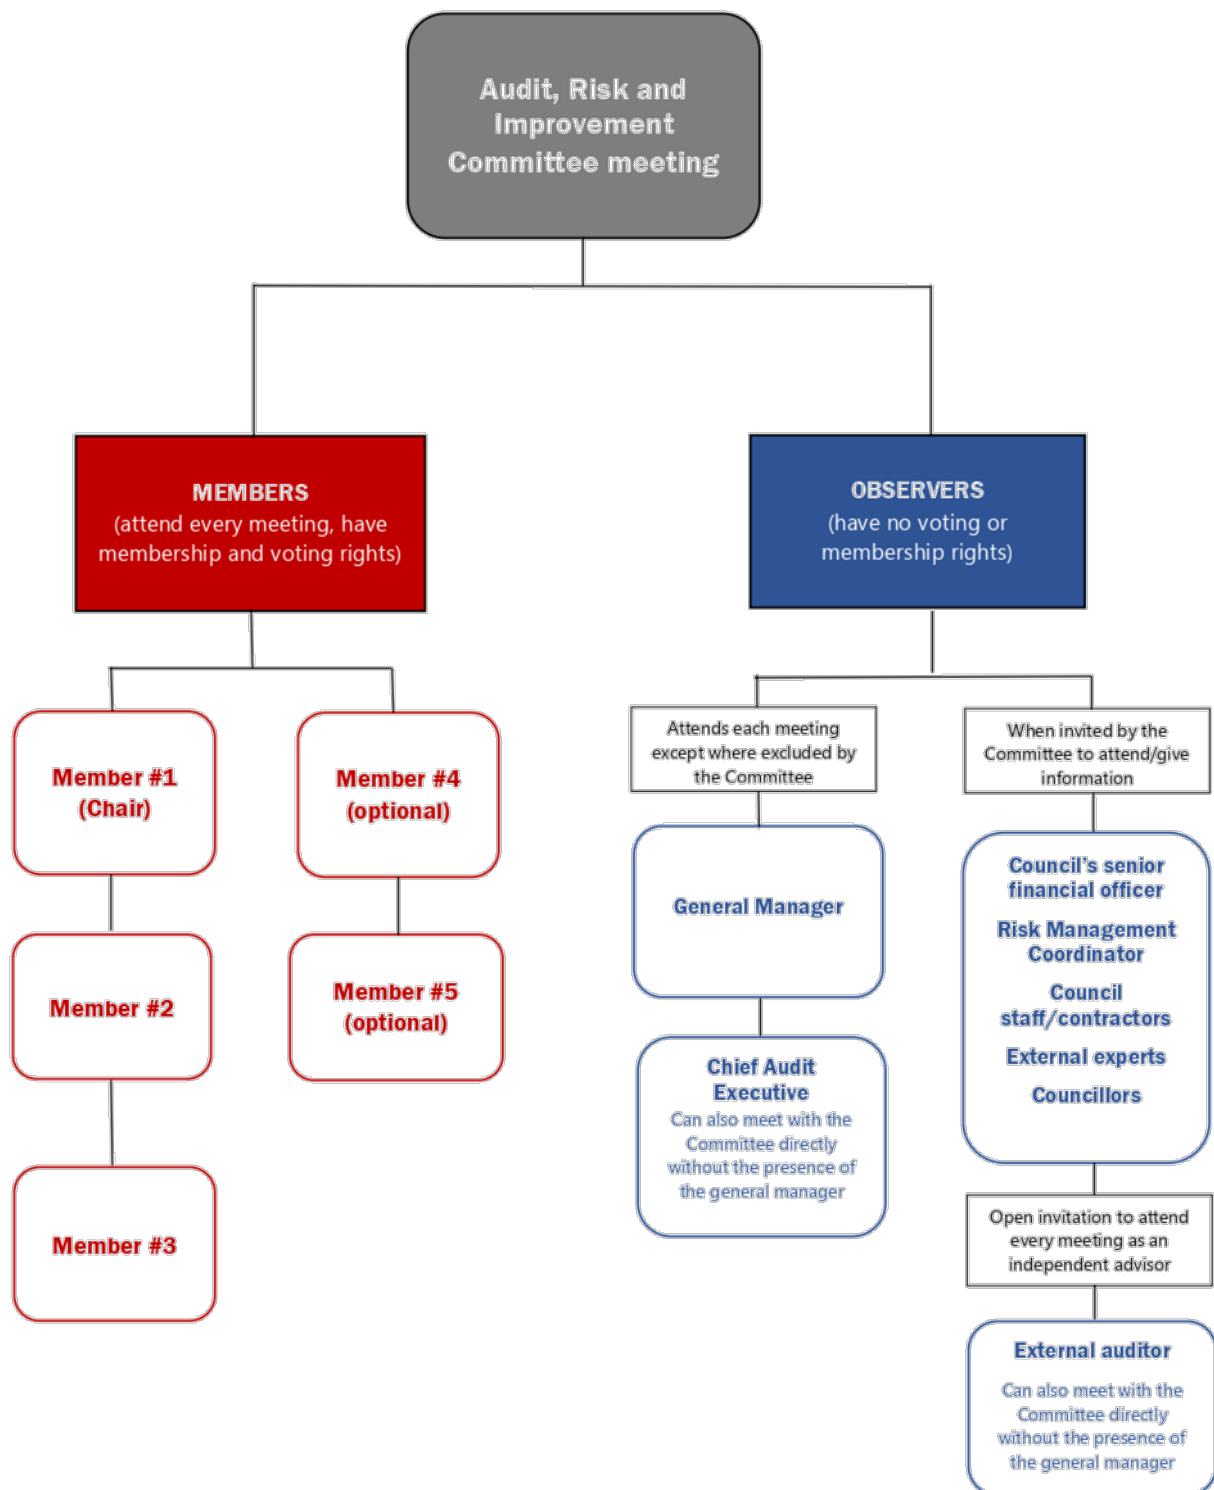 Audit, Risk and
Improvement
Committee meeting
MEMBERS
(attend every meeting, have
membership and voting rights)
OBSERVERS
(have no voting or
membership rights)
Member #1
(Chair)
Member #2
Member #3
Member #4
(optional)
Member #5
(optional)
Attends each meeting
except where excluded by
the Committee
General Manager
Chief Audit
Executive
Can also meet with the
Committee directly
without the presence of
the general manager
When invited by the
Committee to attend/give
information
Council's senior
financial officer
Risk Management
Coordinator
Council
staff/contractors
External experts
Councillors
Open invitation to attend
every meeting as an
independent advisor
External auditor
Can also meet with the
Committee directly
without the presence of
the general manager